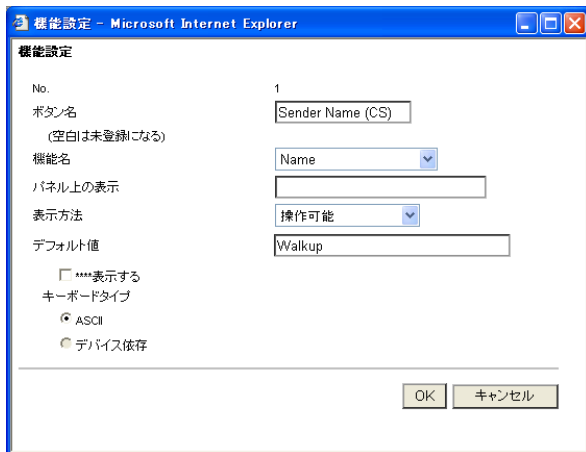 機能設定 - Microsoft Internet Explorer
機能設定
No. 1
ボタン名 Sender Name (CS)
(空白は未登録になる)
機能名 Name
パネル上の表示
表示方法 操作可能
デフォルト値 Walkup
****表示する
キーボードタイプ
ASCII
デバイス依存
OK キャンセル